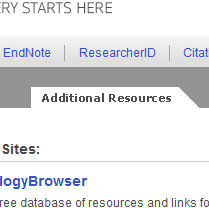 ERY STARTS HERE
EndNote | ResearcherID | Citat
Additional Resources
Sites:
logyBrowser
ree database of resources and links fo